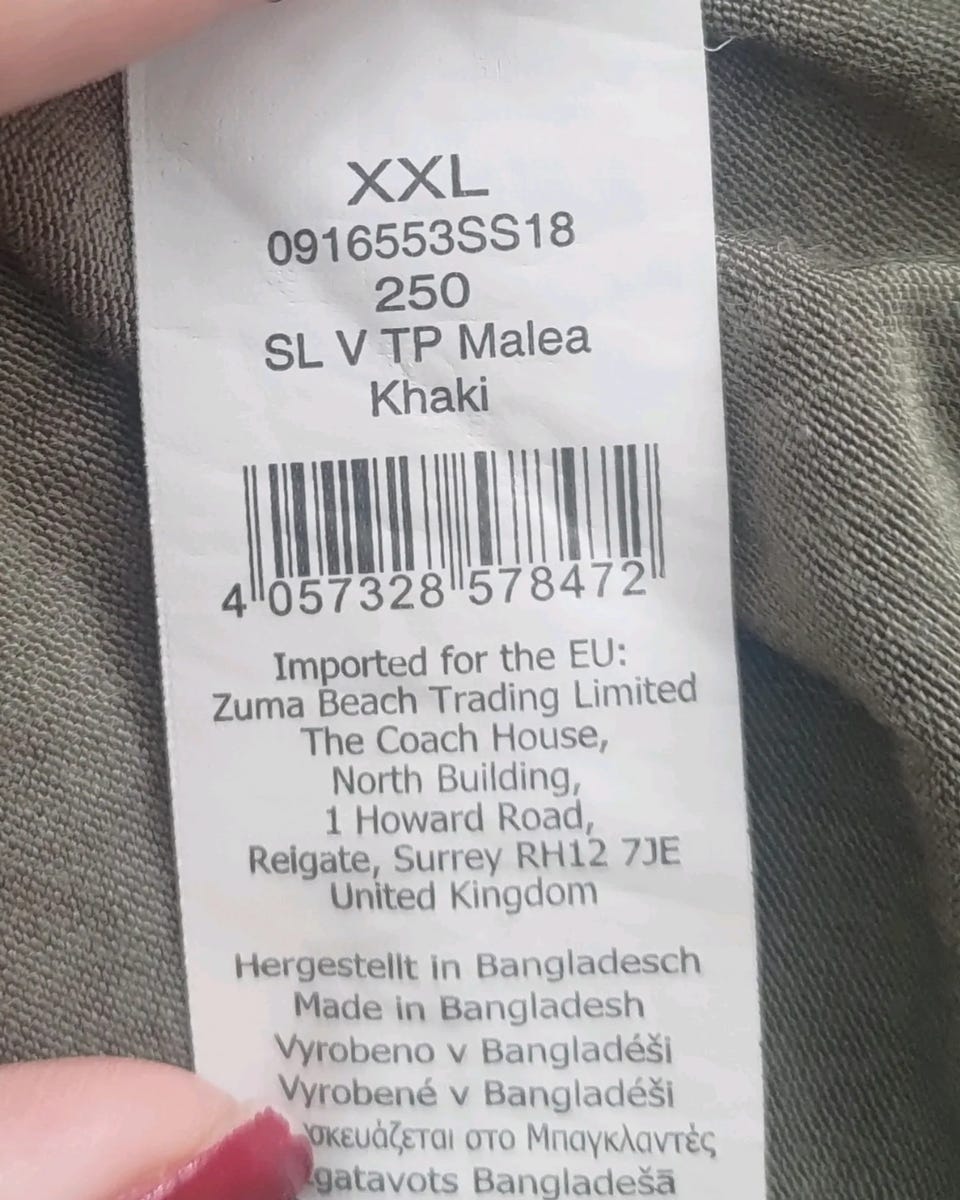 XXL
0916553SS18
250
SL V TP Malea
Khaki
4 057328 578472
Imported for the EU:
Zuma Beach Trading Limited
The Coach House,
North Building,
1 Howard Road,
Reigate, Surrey RH12 7JE
United Kingdom
Hergestellt in Bangladesch
Made in Bangladesh
Vyrobeno v Bangladéši
Vyrobené v Bangladéši
στο Μπαγκλαντές
Bangladešā